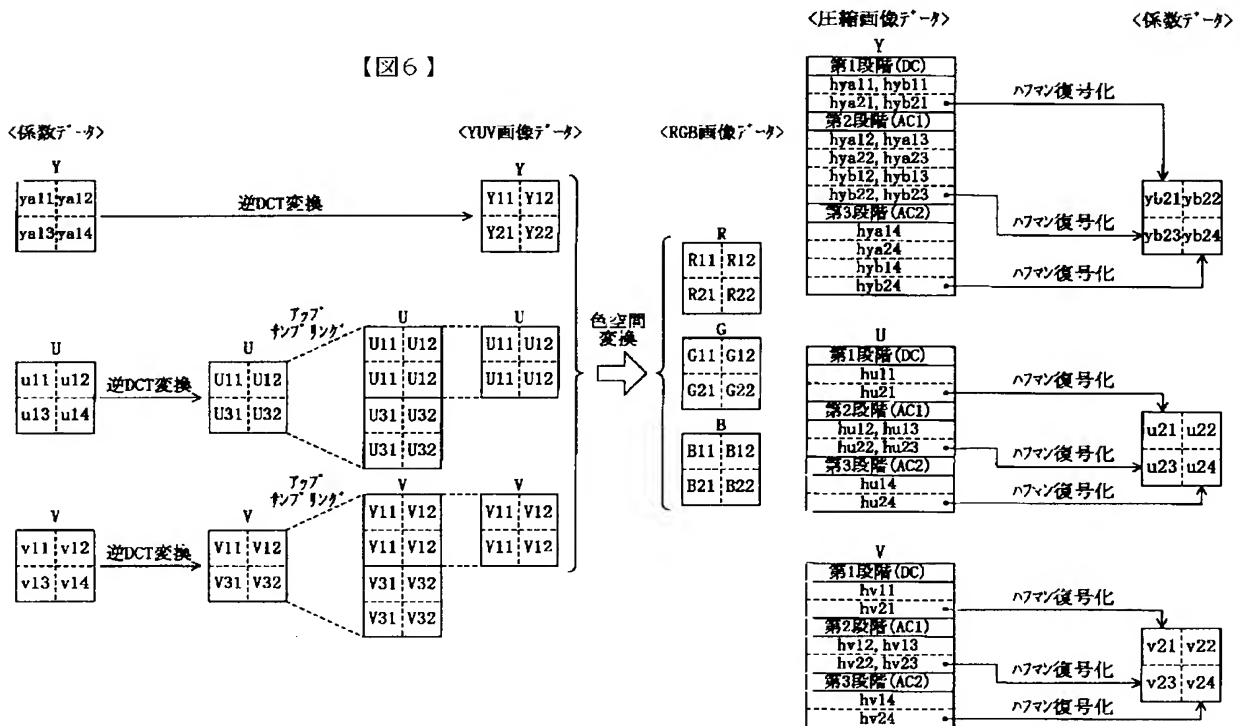 【図6】
<係数データ>
Y
ya11 ya12
ya13 ya14
逆DCT変換
<YUV画像データ>
Y
Y11 Y12
Y21 Y22
U
u11 u12
u13 u14
逆DCT変換
U
U11 U12
U31 U32
アップ
サンプリング
U
U11 U12
U11 U12
U31 U32
U31 U32
U
U11 U12
U11 U12
V
v11 v12
v13 v14
逆DCT変換
V
V11 V12
V31 V32
アップ
サンプリング
V
V11 V12
V11 V12
V31 V32
V31 V32
V
V11 V12
V11 V12
色空間
変換
<RGB画像データ>
R
R11 R12
R21 R22
G
G11 G12
G21 G22
B
B11 B12
B21 B22
<圧縮画像データ>
Y
第1段階(DC)
hya11, hyb11
hya21, hyb21
第2段階(AC1)
hya12, hya13
hya22, hya23
hyb12, hyb13
hyb22, hyb23
第3段階(AC2)
hya14
hya24
hyb14
hyb24
ハフマン復号化
ハフマン復号化
ハフマン復号化
<係数データ>
yb21 yb22
yb23 yb24
U
第1段階(DC)
hu11
hu21
第2段階(AC1)
hu12, hu13
hu22, hu23
第3段階(AC2)
hu14
hu24
ハフマン復号化
ハフマン復号化
ハフマン復号化
u21 u22
u23 u24
V
第1段階(DC)
hv11
hv21
第2段階(AC1)
hv12, hv13
hv22, hv23
第3段階(AC2)
hv14
hv24
ハフマン復号化
ハフマン復号化
ハフマン復号化
v21 v22
v23 v24